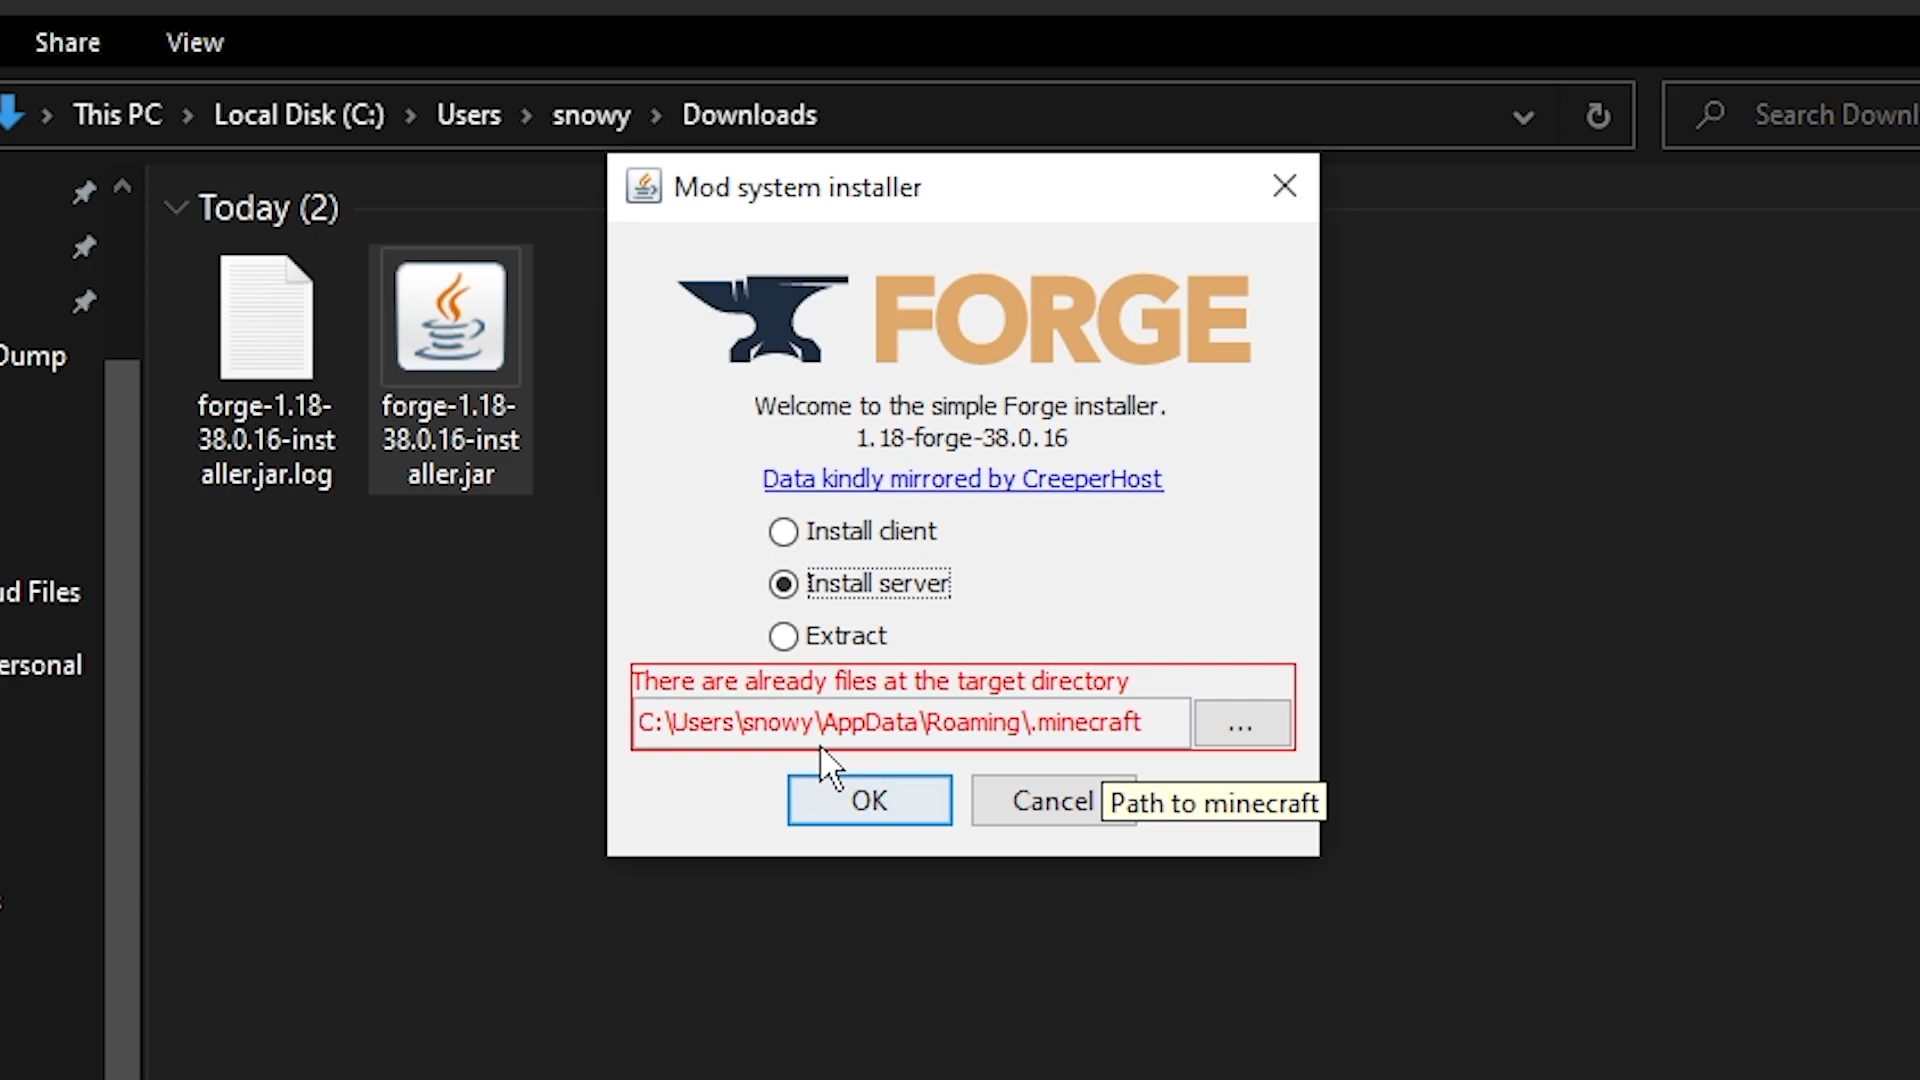 Share View
This PC > Local Disk (C:) > Users > snowy > Downloads
Search Downl
Mod system installer
Today (2)
FORGE
Dump
forge-1.18-
38.0.16-inst
aller.jar.log
forge-1.18-
38.0.16-inst
aller.jar
Welcome to the simple Forge installer.
1.18-forge-38.0.16
Data kindly mirrored by CreeperHost
Install client
Install server
Extract
ud Files
ersonal
There are already files at the target directory
C:\Users\snowy\AppData\Roaming\.minecraft
...
OK
Cancel
Path to minecraft
s